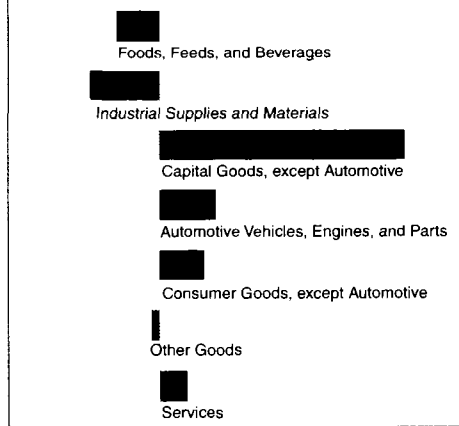 Foods, Feeds, and Beverages
Industrial Supplies and Materials
Capital Goods, except Automotive
Automotive Vehicles, Engines, and Parts
Consumer Goods, except Automotive
Other Goods
Services